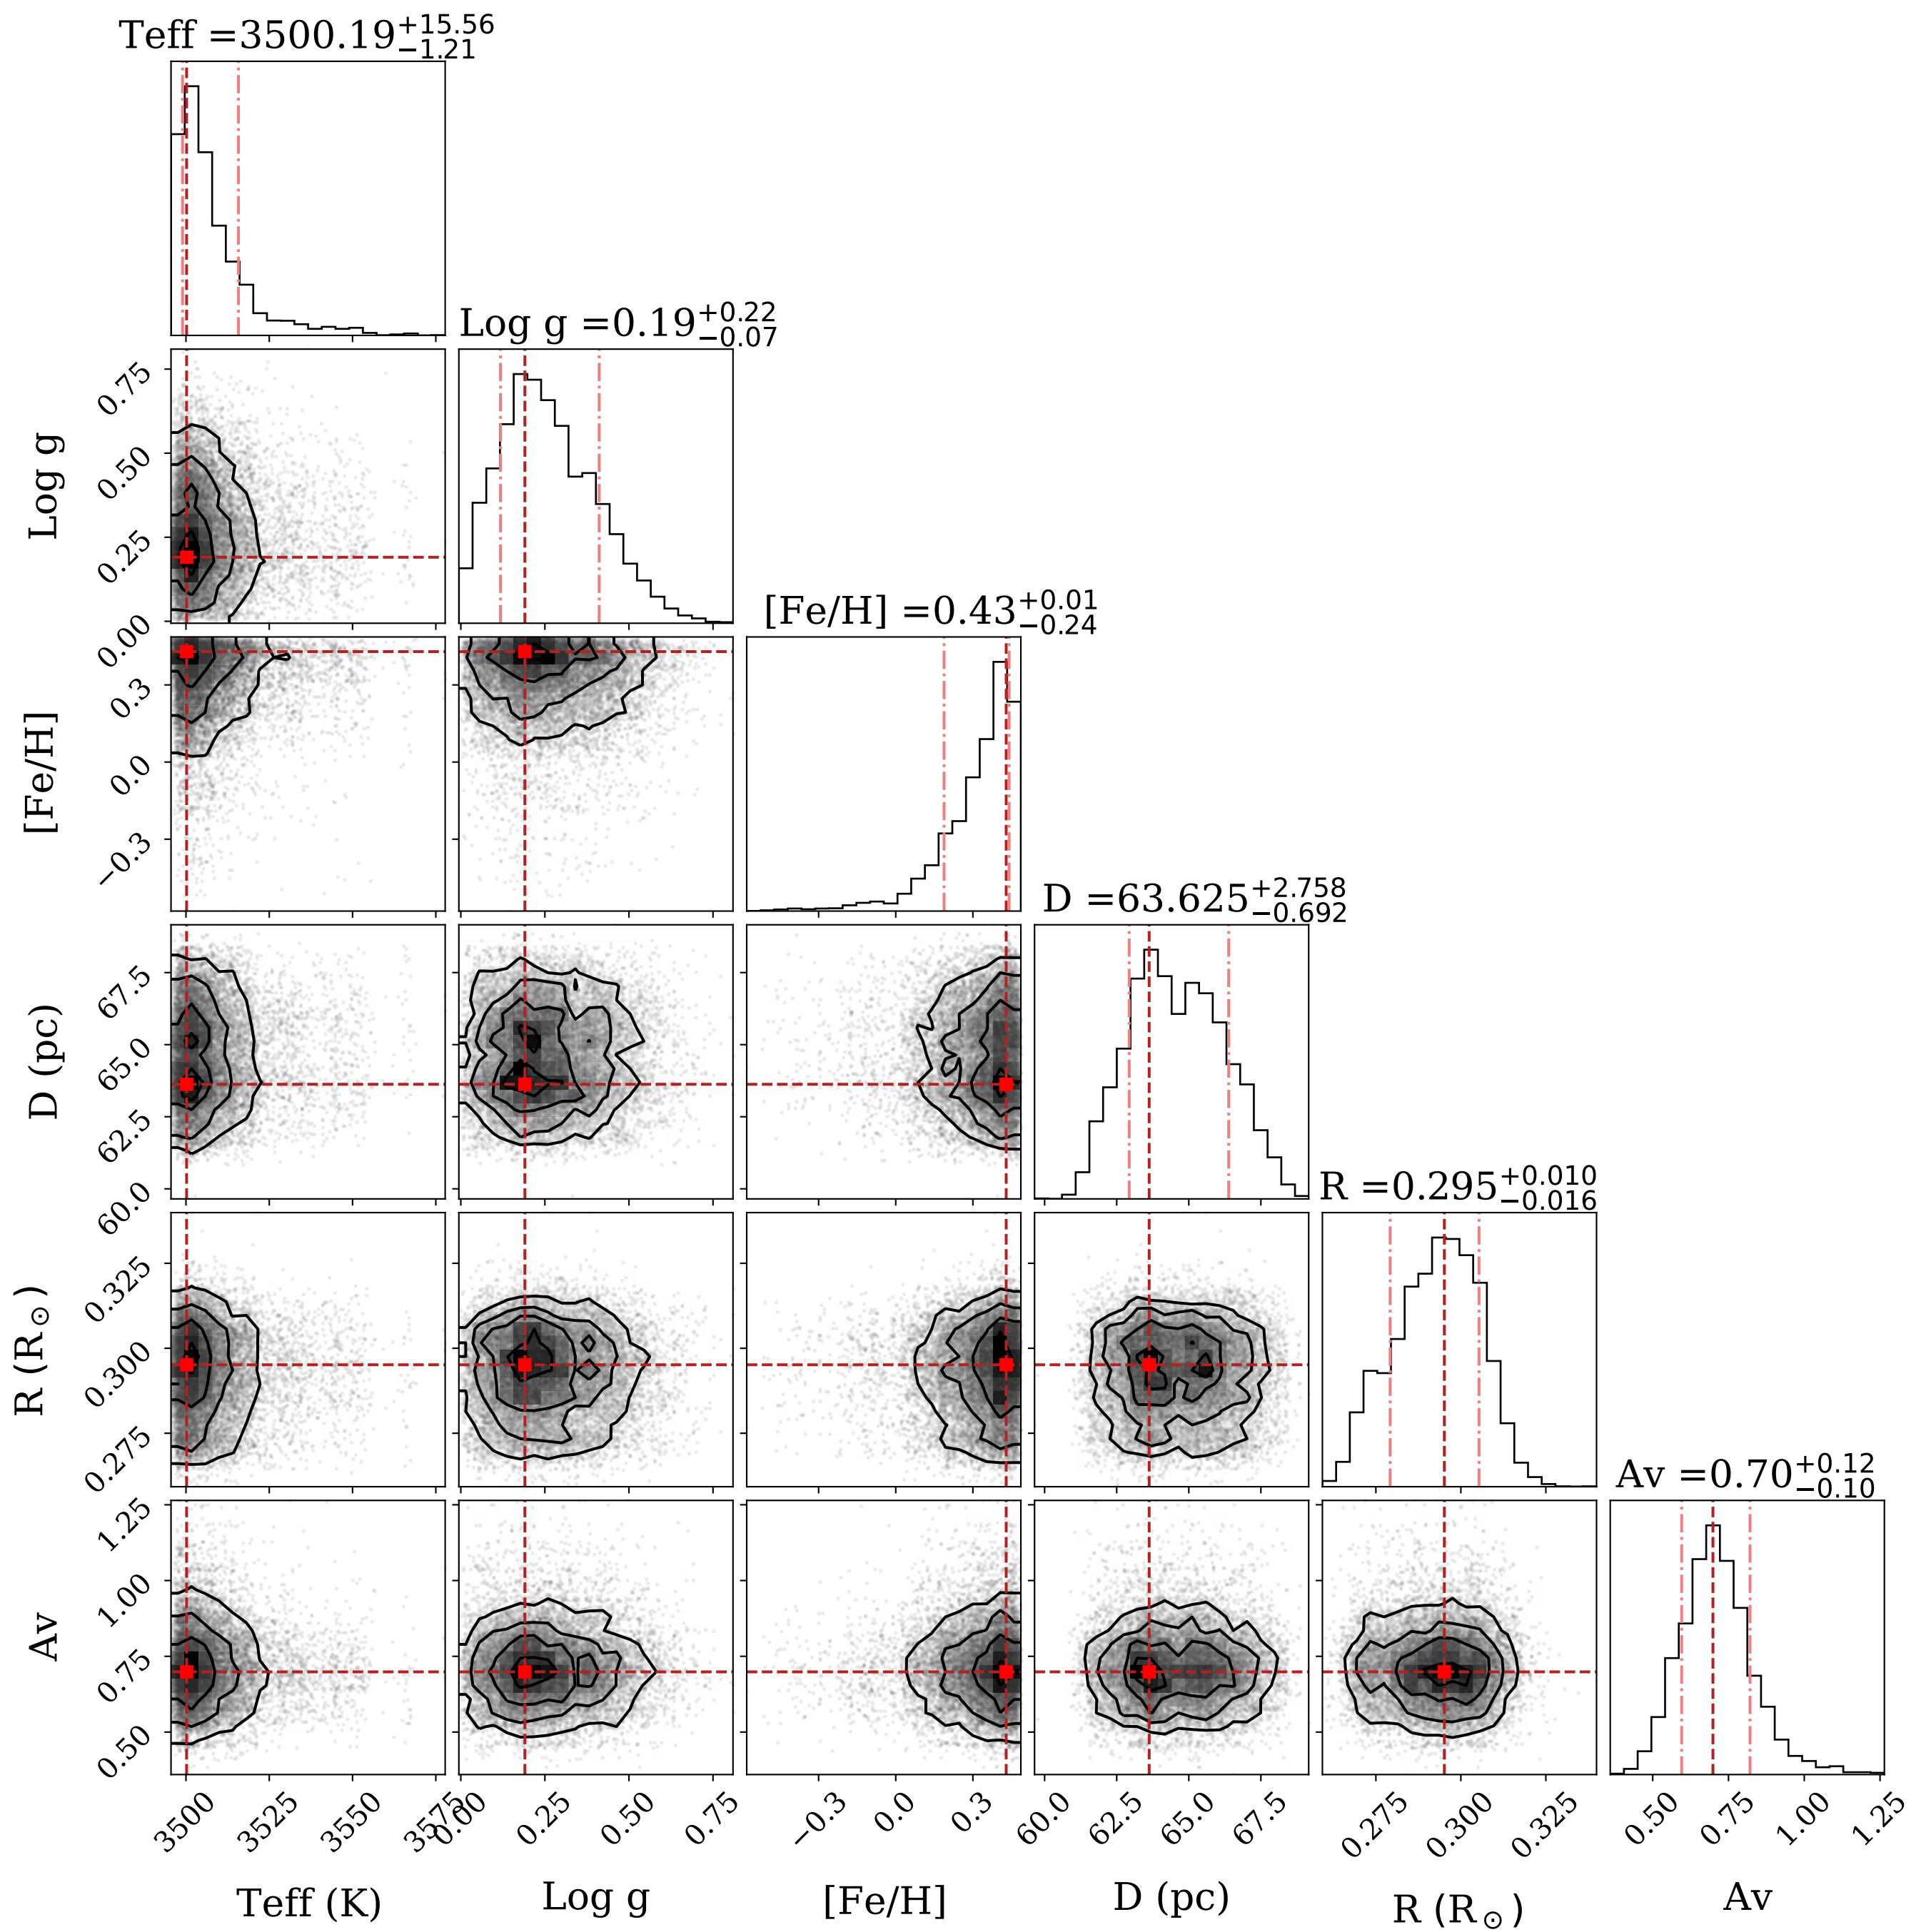 Teff =3500.19+15.56−1.21
Log g =0.19+0.22−0.07
0.75
0.50
0.25
0.00
Log g
[Fe/H] =0.43+0.01−0.24
0.3
0.0
−0.3
[Fe/H]
D =63.625+2.758−0.692
67.5
65.0
62.5
60.0
D (pc)
R =0.295+0.010−0.016
0.325
0.300
0.275
R (R⊙)
Av =0.70+0.12−0.10
1.25
1.00
0.75
0.50
Av
3500 3525 3550 3575 0.00 0.25 0.50 0.75 −0.3 0.0 0.3 60.0 62.5 65.0 67.5 0.275 0.300 0.325 0.50 0.75 1.00 1.25
Teff (K) Log g [Fe/H] D (pc) R (R⊙) Av